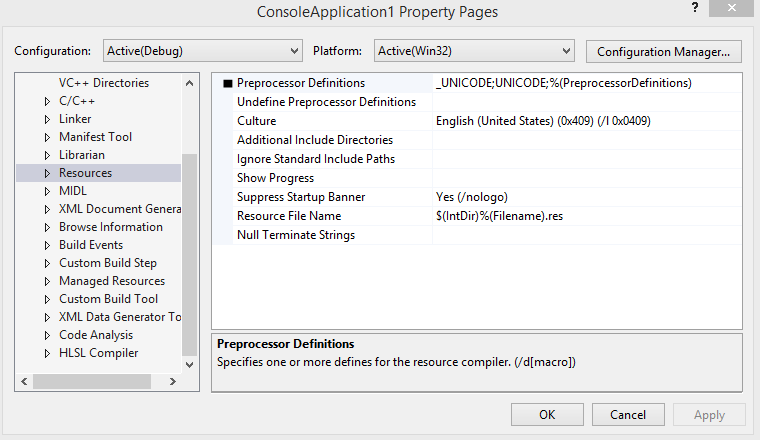 ConsoleApplication1 Property Pages
?
Configuration: Active(Debug) Platform: Active(Win32) Configuration Manager...
VC++ Directories
C/C++
Linker
Manifest Tool
Librarian
Resources
MIDL
XML Document Genera
Browse Information
Build Events
Custom Build Step
Managed Resources
Custom Build Tool
XML Data Generator To
Code Analysis
HLSL Compiler
Preprocessor Definitions _UNICODE;UNICODE;%(PreprocessorDefinitions)
Undefine Preprocessor Definitions
Culture English (United States) (0x409) (/l 0x0409)
Additional Include Directories
Ignore Standard Include Paths
Show Progress
Suppress Startup Banner Yes (/nologo)
Resource File Name $(IntDir)%(Filename).res
Null Terminate Strings
Preprocessor Definitions
Specifies one or more defines for the resource compiler. (/d[macro])
OK Cancel Apply